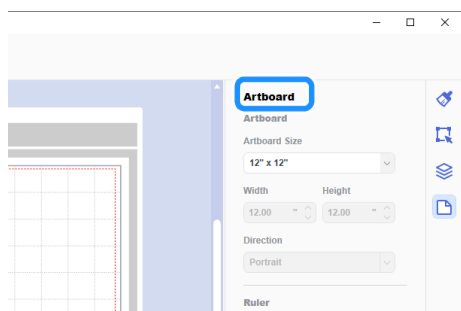 Artboard
Artboard
Artboard Size
12" x 12"
Width Height
12.00 " 12.00 "
Direction
Portrait
Ruler